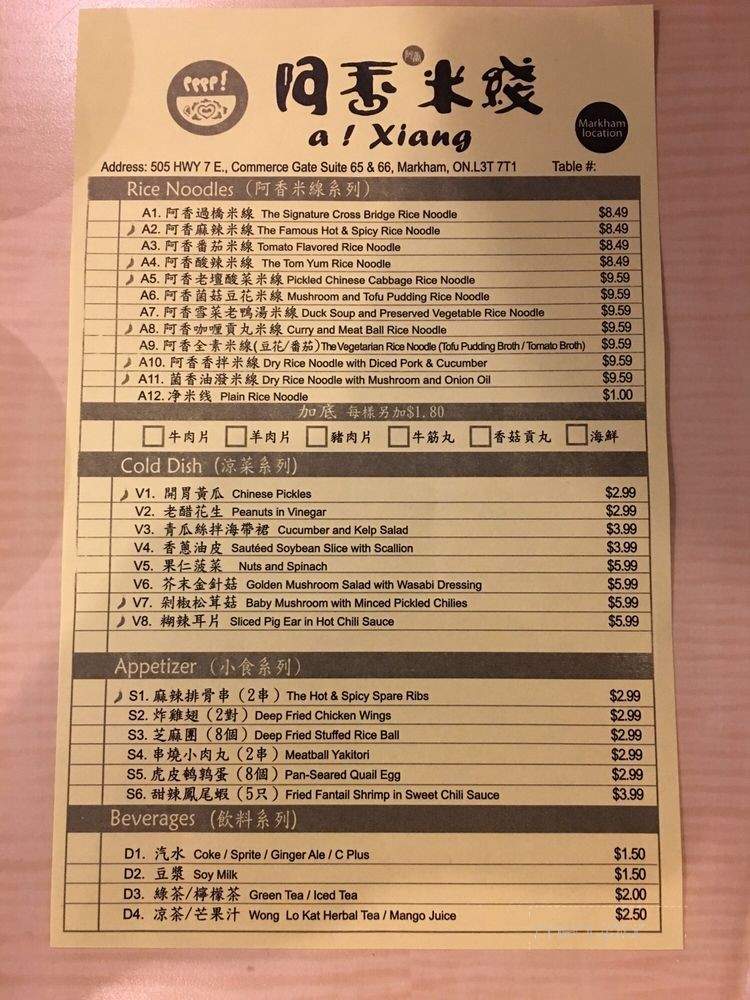 PPPP!
阿香米线
a ! Xiang
Markham location
Address: 505 HWY 7 E., Commerce Gate Suite 65 & 66, Markham, ON.L3T 7T1 Table #:
Rice Noodles (阿香米線系列)
A1. 阿香過橋米線 The Signature Cross Bridge Rice Noodle $8.49
A2. 阿香麻辣米線 The Famous Hot & Spicy Rice Noodle $8.49
A3. 阿香番茄米線 Tomato Flavored Rice Noodle $8.49
A4. 阿香酸辣米線 The Tom Yum Rice Noodle $8.49
A5. 阿香老壇酸菜米線 Pickled Chinese Cabbage Rice Noodle $9.59
A6. 阿香菌菇豆花米線 Mushroom and Tofu Pudding Rice Noodle $9.59
A7. 阿香雪菜老鴨湯米線 Duck Soup and Preserved Vegetable Rice Noodle $9.59
A8. 阿香咖喱貢丸米線 Curry and Meat Ball Rice Noodle $9.59
A9. 阿香全素米線(豆花/番茄) The Vegetarian Rice Noodle (Tofu Pudding Broth / Tomato Broth) $9.59
A10. 阿香香拌米線 Dry Rice Noodle with Diced Pork & Cucumber $9.59
A11. 菌香油潑米線 Dry Rice Noodle with Mushroom and Onion Oil $9.59
A12. 净米线 Plain Rice Noodle $1.00
加底 每樣另加$1.80
牛肉片 羊肉片 豬肉片 牛筋丸 香菇貢丸 海鮮
Cold Dish (涼菜系列)
V1. 開胃黃瓜 Chinese Pickles $2.99
V2. 老醋花生 Peanuts in Vinegar $2.99
V3. 青瓜絲拌海帶裙 Cucumber and Kelp Salad $3.99
V4. 香蔥油皮 Sautéed Soybean Slice with Scallion $3.99
V5. 果仁菠菜 Nuts and Spinach $5.99
V6. 芥末金針菇 Golden Mushroom Salad with Wasabi Dressing $5.99
V7. 剁椒松茸菇 Baby Mushroom with Minced Pickled Chilies $5.99
V8. 糊辣耳片 Sliced Pig Ear in Hot Chili Sauce $5.99
Appetizer (小食系列)
S1. 麻辣排骨串 (2串) The Hot & Spicy Spare Ribs $2.99
S2. 炸雞翅 (2對) Deep Fried Chicken Wings $2.99
S3. 芝麻團 (8個) Deep Fried Stuffed Rice Ball $2.99
S4. 串燒小肉丸 (2串) Meatball Yakitori $2.99
S5. 虎皮鹌鹑蛋 (8個) Pan-Seared Quail Egg $2.99
S6. 甜辣鳳尾蝦 (5只) Fried Fantail Shrimp in Sweet Chili Sauce $3.99
Beverages (飲料系列)
D1. 汽水 Coke / Sprite / Ginger Ale / C Plus $1.50
D2. 豆漿 Soy Milk $1.50
D3. 綠茶/檸檬茶 Green Tea / Iced Tea $2.00
D4. 凉茶/芒果汁 Wong Lo Kat Herbal Tea / Mango Juice $2.50